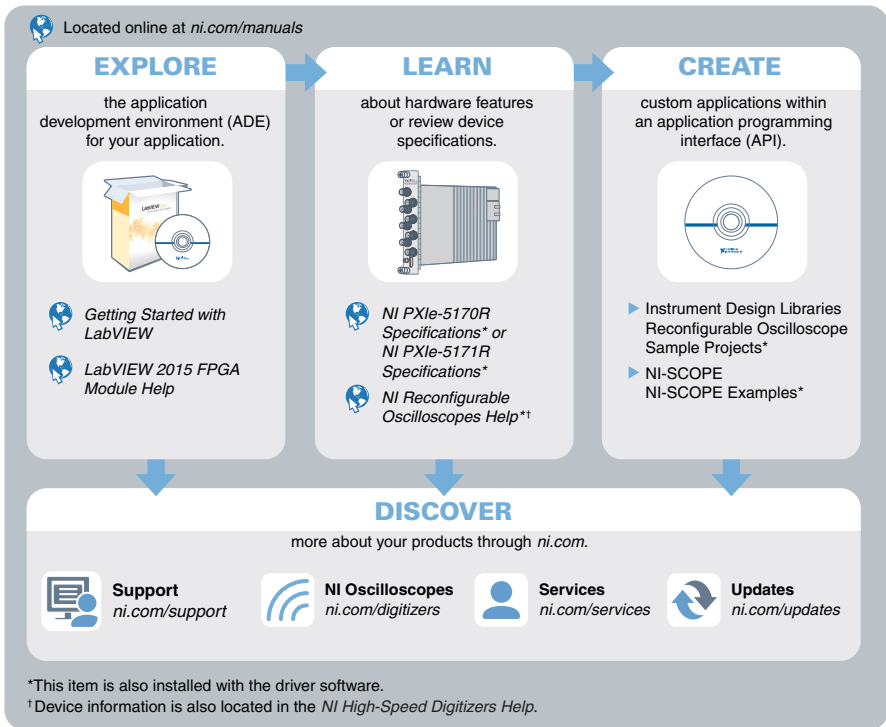 Located online at ni.com/manuals
EXPLORE
the application
development environment (ADE)
for your application.
LabVIEW
Getting Started with
LabVIEW
LabVIEW 2015 FPGA
Module Help
LEARN
about hardware features
or review device
specifications.
NI PXIe-5170R
Specifications* or
NI PXIe-5171R
Specifications*
NI Reconfigurable
Oscilloscopes Help*†
CREATE
custom applications within
an application programming
interface (API).
Instrument Design Libraries
Reconfigurable Oscilloscope
Sample Projects*
NI-SCOPE
NI-SCOPE Examples*
DISCOVER
more about your products through ni.com.
Support
ni.com/support
NI Oscilloscopes
ni.com/digitizers
Services
ni.com/services
Updates
ni.com/updates
*This item is also installed with the driver software.
†Device information is also located in the NI High-Speed Digitizers Help.